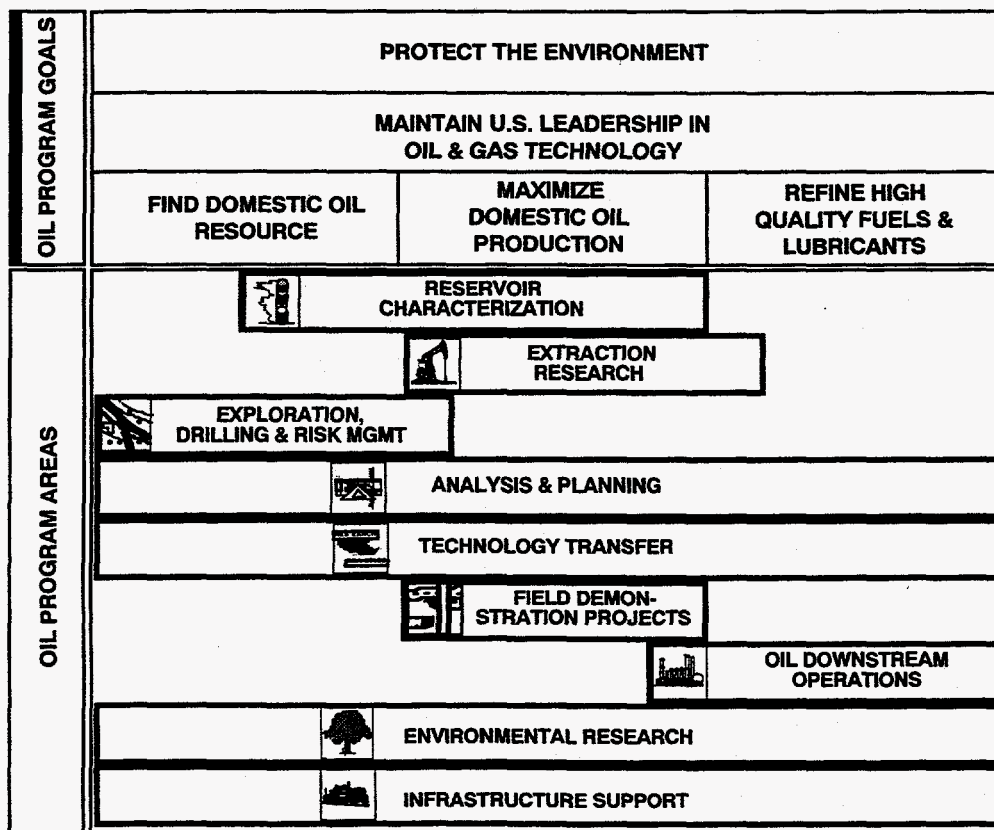 OIL PROGRAM GOALS
PROTECT THE ENVIRONMENT
MAINTAIN U.S. LEADERSHIP IN
OIL & GAS TECHNOLOGY
FIND DOMESTIC OIL
RESOURCE
MAXIMIZE
DOMESTIC OIL
PRODUCTION
REFINE HIGH
QUALITY FUELS &
LUBRICANTS
OIL PROGRAM AREAS
RESERVOIR
CHARACTERIZATION
EXTRACTION
RESEARCH
EXPLORATION,
DRILLING & RISK MGMT
ANALYSIS & PLANNING
TECHNOLOGY TRANSFER
FIELD DEMON-
STRATION PROJECTS
OIL DOWNSTREAM
OPERATIONS
ENVIRONMENTAL RESEARCH
INFRASTRUCTURE SUPPORT